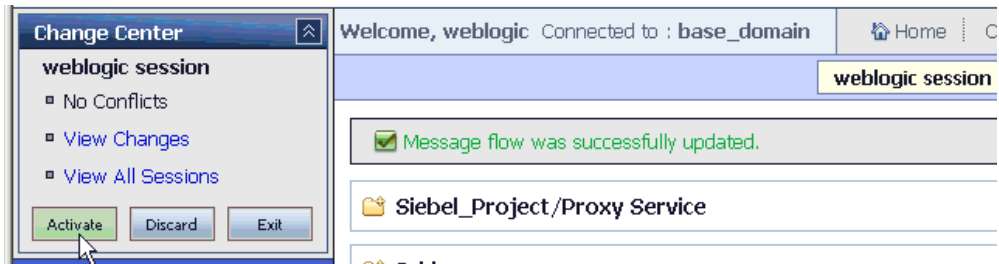 Change Center
weblogic session
No Conflicts
View Changes
View All Sessions
Activate Discard Exit
Welcome, weblogic Connected to : base_domain Home
weblogic session
Message flow was successfully updated.
Siebel_Project/Proxy Service